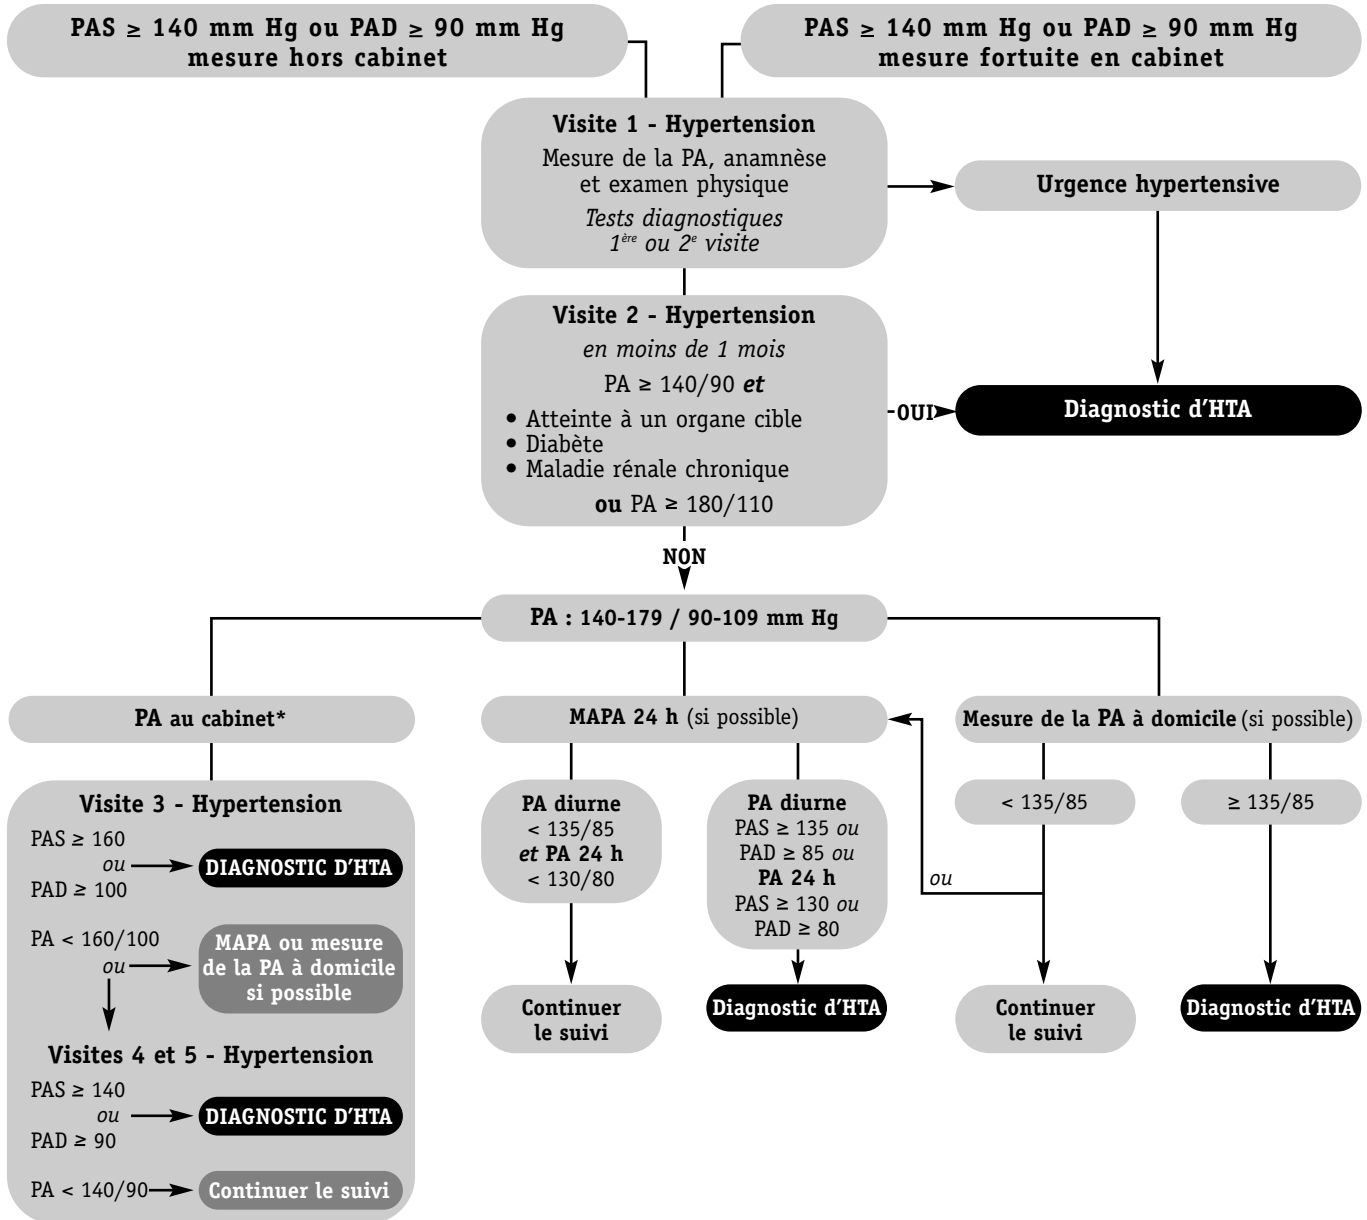 PAS ≥ 140 mm Hg ou PAD ≥ 90 mm Hg
mesure hors cabinet
PAS ≥ 140 mm Hg ou PAD ≥ 90 mm Hg
mesure fortuite en cabinet
Visite 1 - Hypertension
Mesure de la PA, anamnèse
et examen physique
Tests diagnostiques
1ère ou 2e visite
Urgence hypertensive
Visite 2 - Hypertension
en moins de 1 mois
PA ≥ 140/90 et
• Atteinte à un organe cible
• Diabète
• Maladie rénale chronique
ou PA ≥ 180/110
OUI
Diagnostic d'HTA
NON
PA : 140-179 / 90-109 mm Hg
PA au cabinet*
MAPA 24 h (si possible)
Mesure de la PA à domicile (si possible)
Visite 3 - Hypertension
PAS ≥ 160
ou
PAD ≥ 100
DIAGNOSTIC D'HTA
PA < 160/100
ou
MAPA ou mesure
de la PA à domicile
si possible
Visites 4 et 5 - Hypertension
PAS ≥ 140
ou
PAD ≥ 90
DIAGNOSTIC D'HTA
PA < 140/90
Continuer le suivi
PA diurne
< 135/85
et PA 24 h
< 130/80
Continuer
le suivi
PA diurne
PAS ≥ 135 ou
PAD ≥ 85 ou
PA 24 h
PAS ≥ 130 ou
PAD ≥ 80
Diagnostic d'HTA
< 135/85
ou
Continuer
le suivi
≥ 135/85
Diagnostic d'HTA